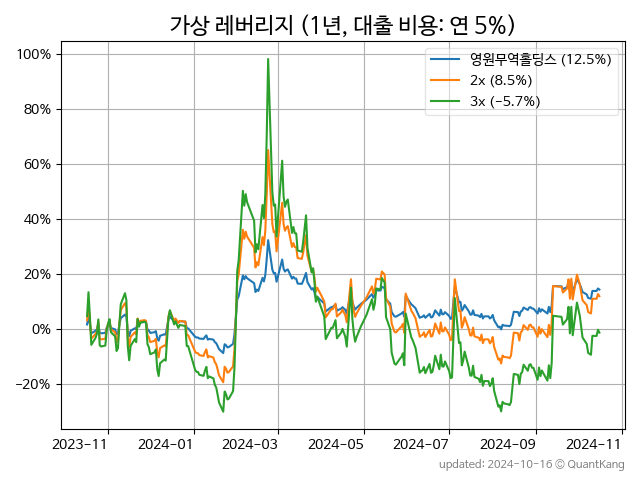 가상 레버리지 (1년, 대출 비용: 연 5%)
영원무역홀딩스 (12.5%)
2x (8.5%)
3x (−5.7%)
100%
80%
60%
40%
20%
0%
−20%
2023-11
2024-01
2024-03
2024-05
2024-07
2024-09
2024-11
updated: 2024-10-16 © QuantKang